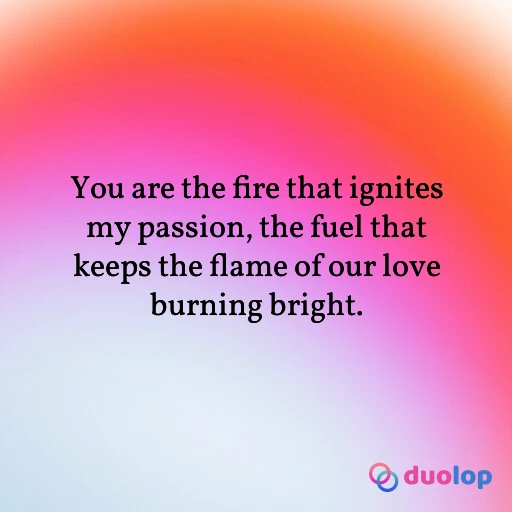 You are the fire that ignites
my passion, the fuel that
keeps the flame of our love
burning bright.
duolop